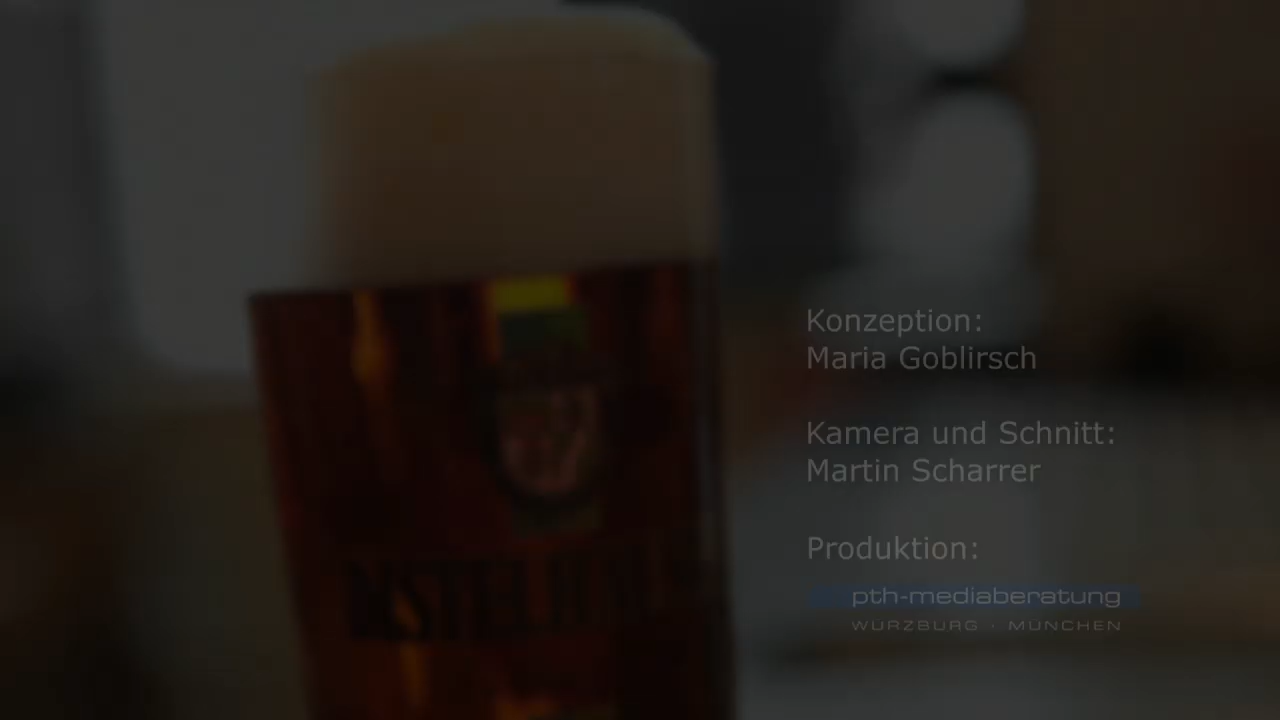 Konzeption:
Maria Goblirsch
Kamera und Schnitt:
Martin Scharrer
Produktion:
pth-mediaberatung
WÜRZBURG · MÜNCHEN